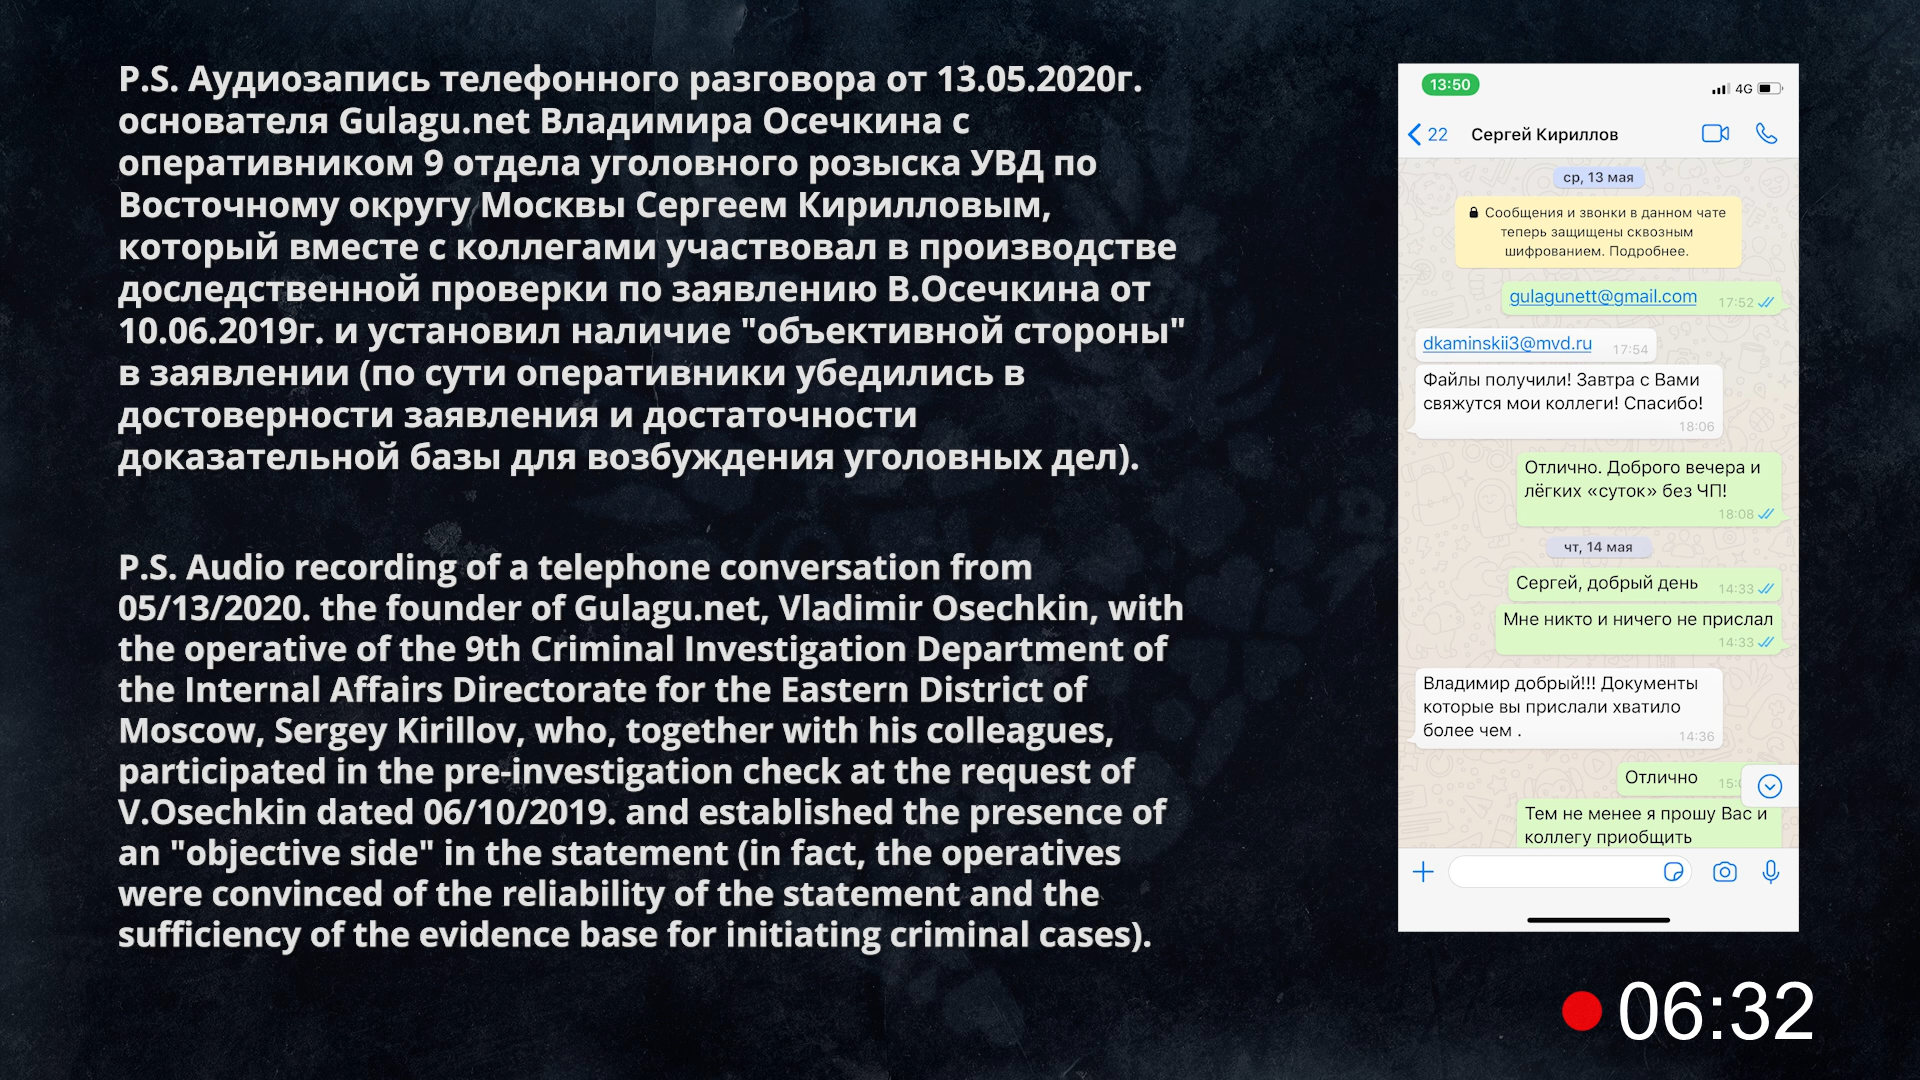 P.S. Аудиозапись телефонного разговора от 13.05.2020г.
основателя Gulagu.net Владимира Осечкина с
оперативником 9 отдела уголовного розыска УВД по
Восточному округу Москвы Сергеем Кирилловым,
который вместе с коллегами участвовал в производстве
доследственной проверки по заявлению В.Осечкина от
10.06.2019г. и установил наличие "объективной стороны"
в заявлении (по сути оперативники убедились в
достоверности заявления и достаточности
доказательной базы для возбуждения уголовных дел).
P.S. Audio recording of a telephone conversation from
05/13/2020. the founder of Gulagu.net, Vladimir Osechkin, with
the operative of the 9th Criminal Investigation Department of
the Internal Affairs Directorate for the Eastern District of
Moscow, Sergey Kirillov, who, together with his colleagues,
participated in the pre-investigation check at the request of
V.Osechkin dated 06/10/2019. and established the presence of
an "objective side" in the statement (in fact, the operatives
were convinced of the reliability of the statement and the
sufficiency of the evidence base for initiating criminal cases).
13:50
4G
22 Сергей Кириллов
ср, 13 мая
Сообщения и звонки в данном чате
теперь защищены сквозным
шифрованием. Подробнее.
gulagunett@gmail.com 17:52
dkaminskii3@mvd.ru 17:54
Файлы получили! Завтра с Вами
свяжутся мои коллеги! Спасибо!
18:06
Отлично. Доброго вечера и
лёгких «суток» без ЧП!
18:08
чт, 14 мая
Сергей, добрый день 14:33
Мне никто и ничего не прислал
14:33
Владимир добрый!!! Документы
которые вы прислали хватило
более чем . 14:36
Отлично
Тем не менее я прошу Вас и
коллегу приобщить
06:32